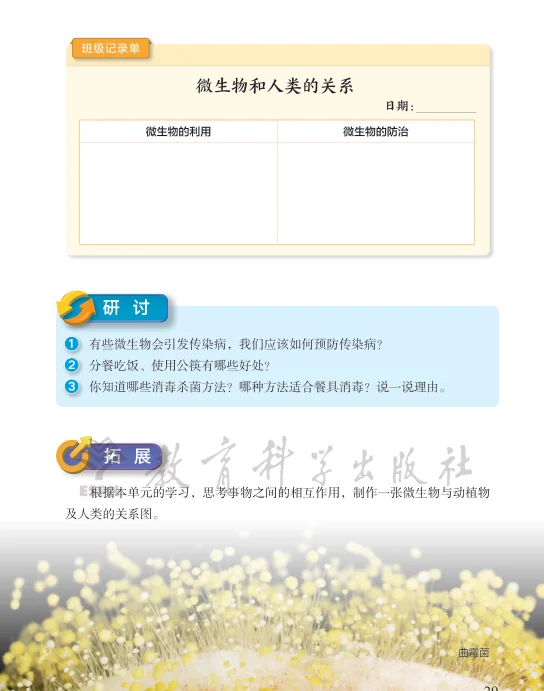 班级记录单
微生物和人类的关系
日期：
微生物的利用 微生物的防治
研讨
1 有些微生物会引发传染病，我们应该如何预防传染病？
2 分餐吃饭、使用公筷有哪些好处？
3 你知道哪些消毒杀菌方法？哪种方法适合餐具消毒？说一说理由。
拓展
教育科学出版社
根据本单元的学习，思考事物之间的相互作用，制作一张微生物与动植物
及人类的关系图。
曲霉菌